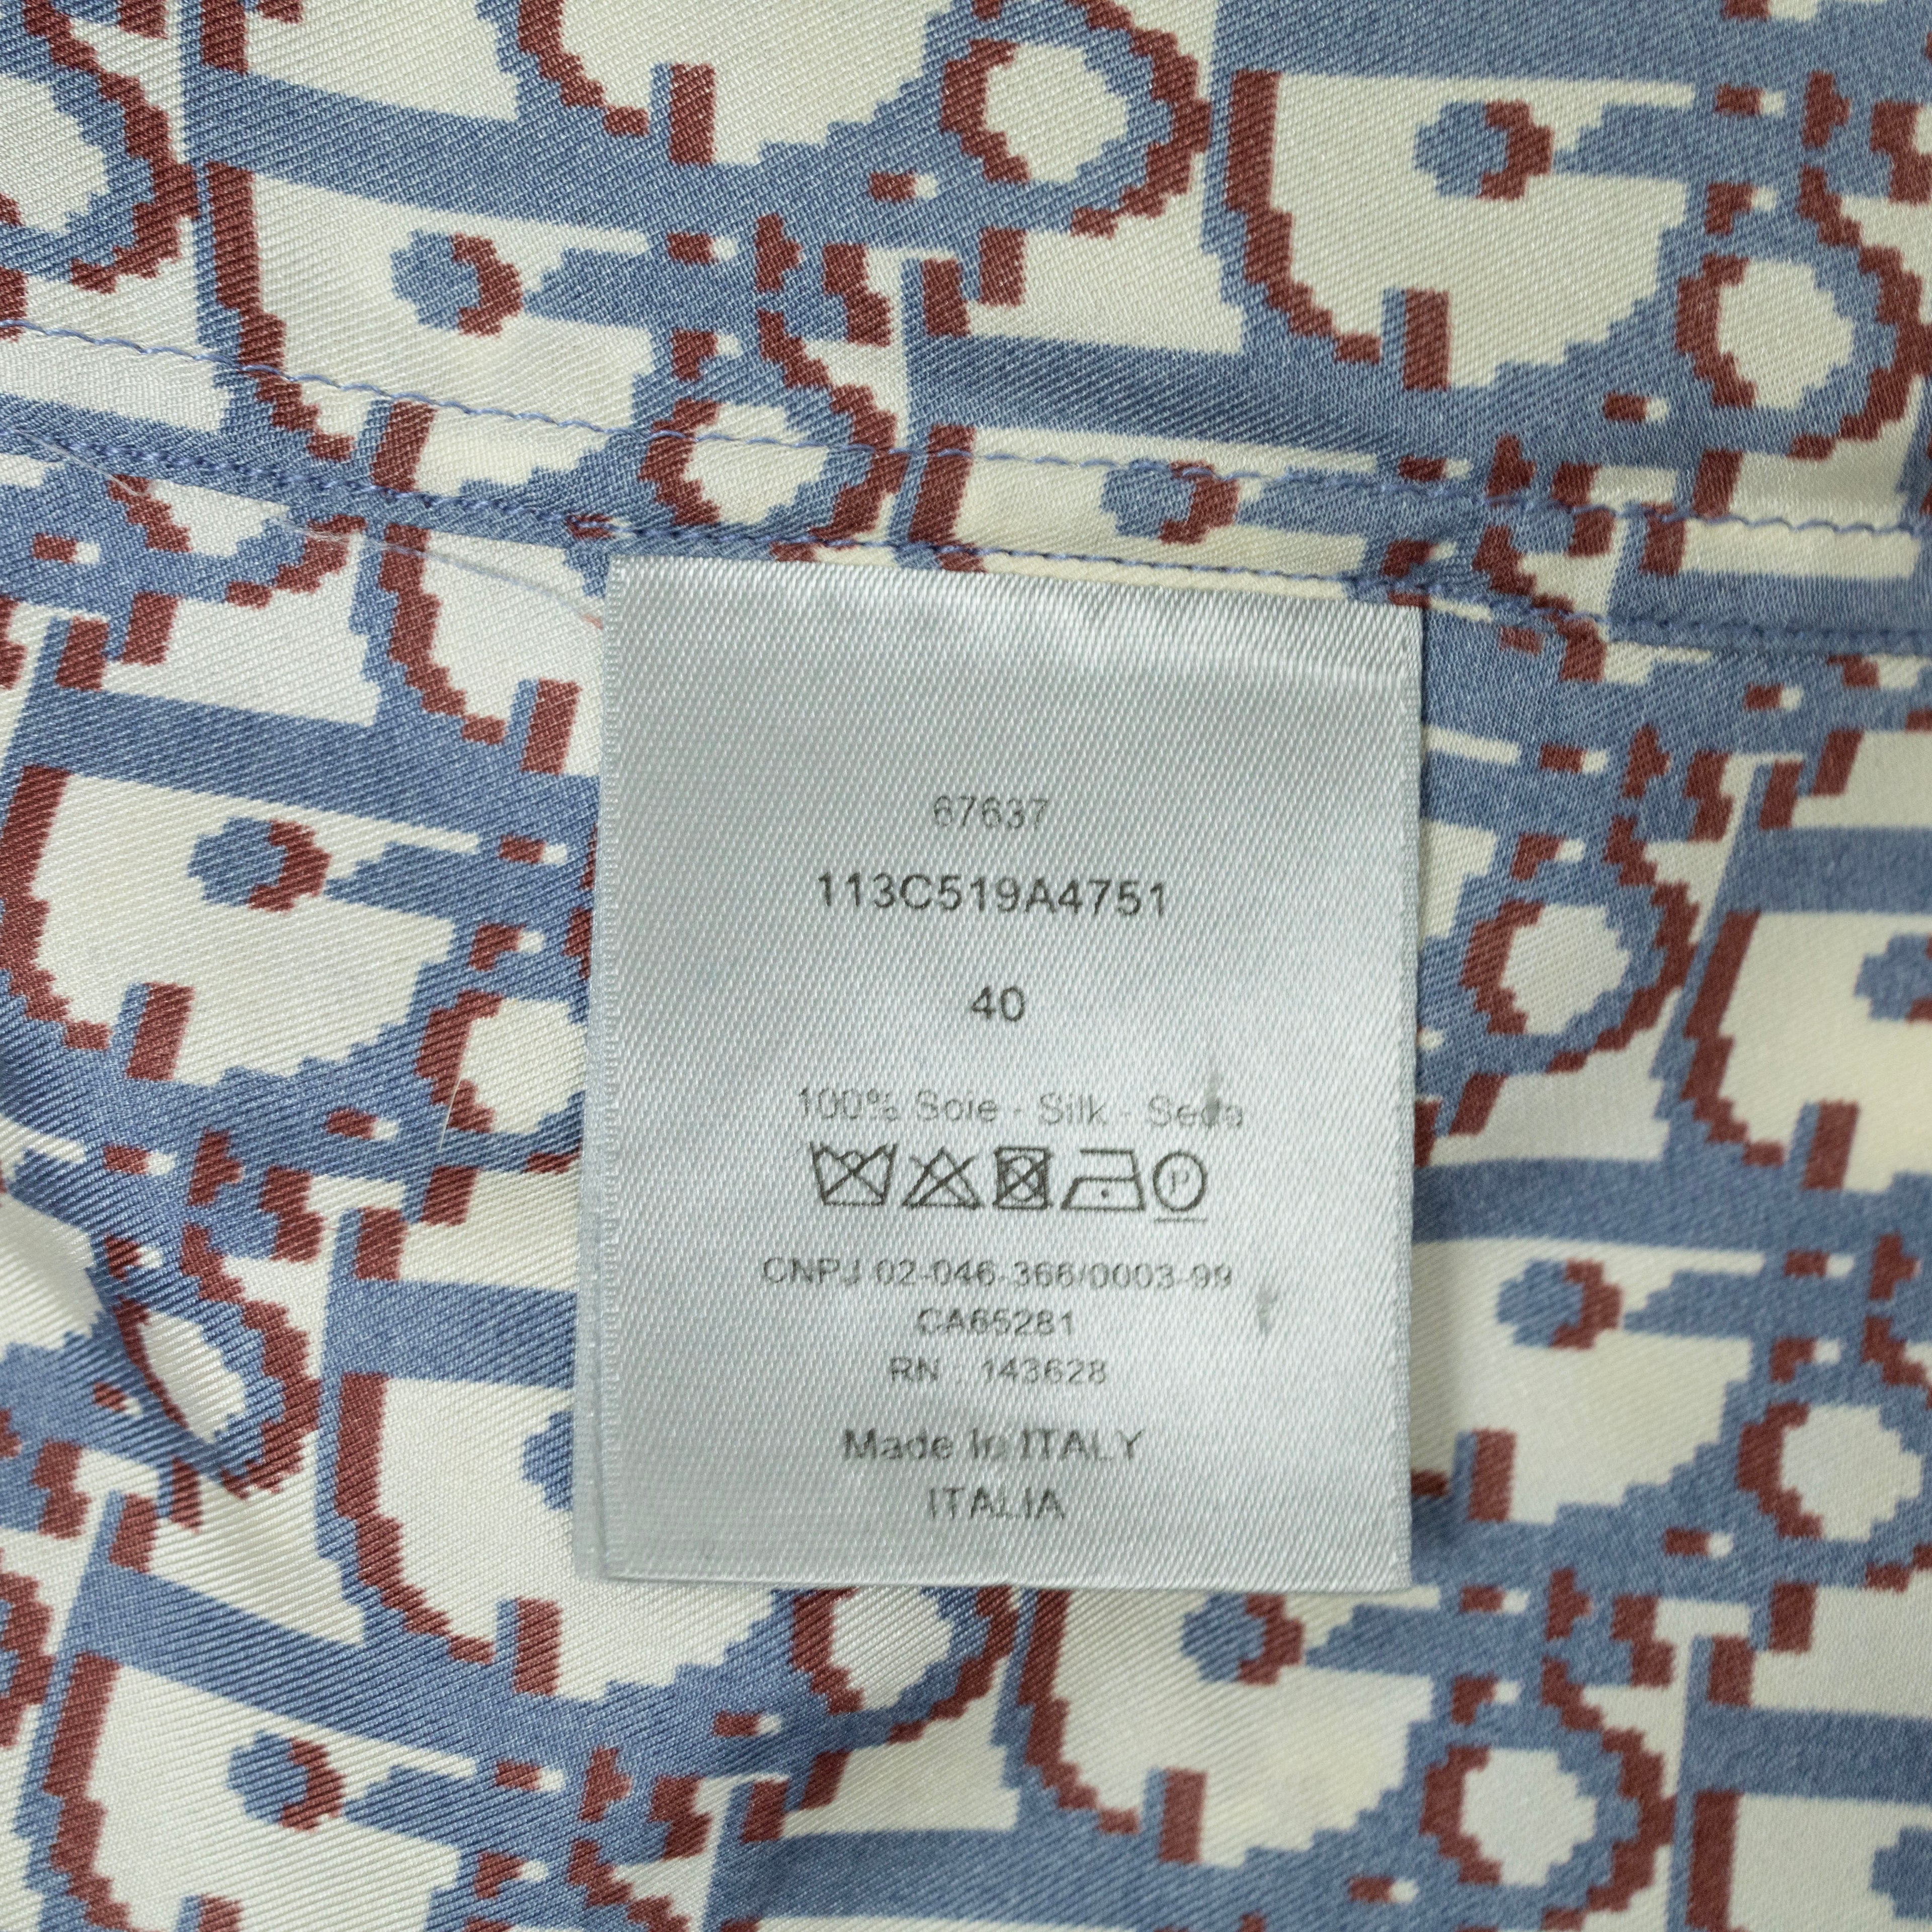 67637
113C519A4751
40
100% Soie - Silk - Seda
CNPJ 02-046-366/0003-99
CA65281
RN : 143628
Made In ITALY
ITALIA